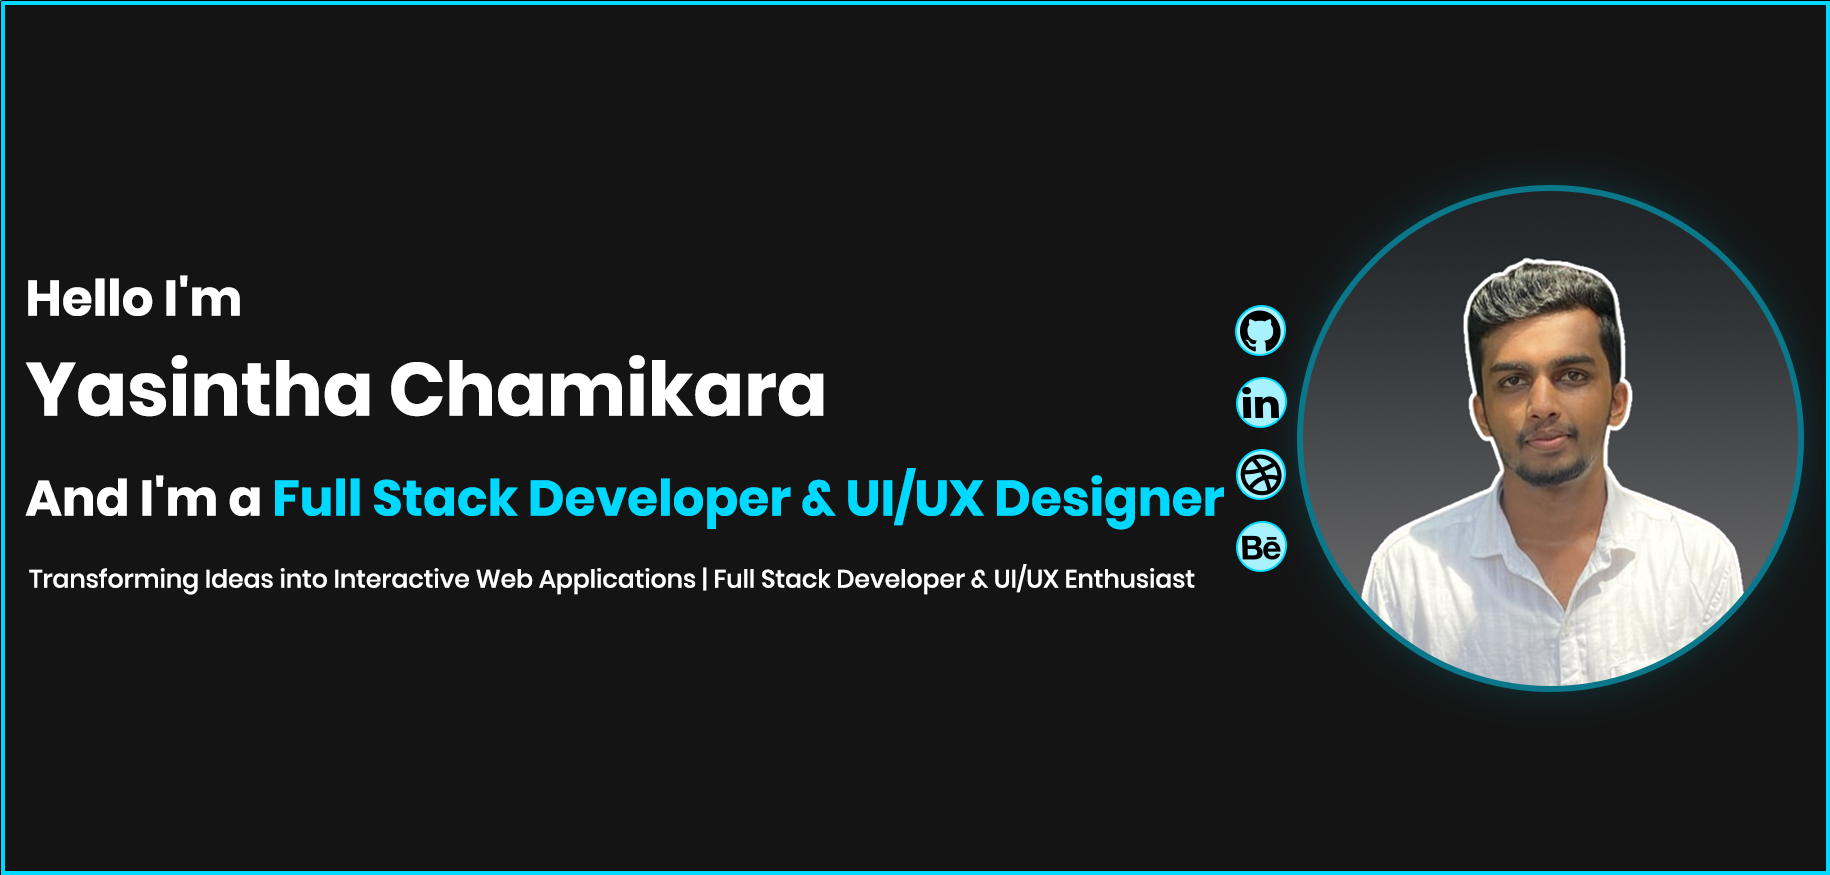 Hello I'm
Yasintha Chamikara
And I'm a Full Stack Developer & UI/UX Designer
Transforming Ideas into Interactive Web Applications | Full Stack Developer & UI/UX Enthusiast
in
Bē